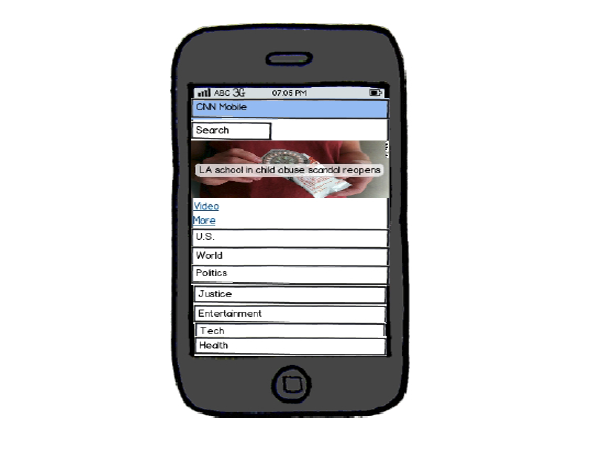 ABC 3G 07:05 PM
CNN Mobile
Search
LA school in child abuse scandal reopens
Video
More
U.S.
World
Politics
Justice
Entertainment
Tech
Health